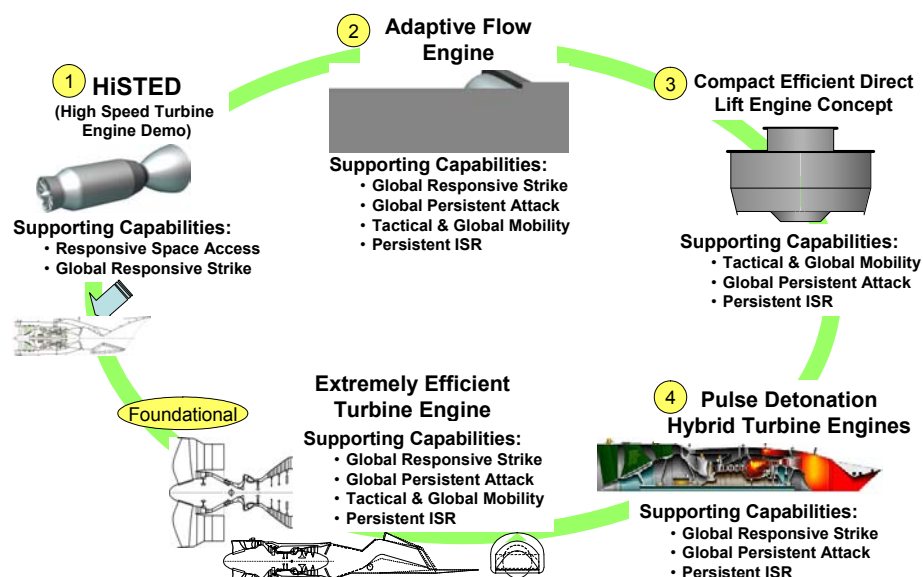 1
HiSTED
(High Speed Turbine
Engine Demo)
Supporting Capabilities:
• Responsive Space Access
• Global Responsive Strike
2
Adaptive Flow
Engine
Supporting Capabilities:
• Global Responsive Strike
• Global Persistent Attack
• Tactical & Global Mobility
• Persistent ISR
3
Compact Efficient Direct
Lift Engine Concept
Supporting Capabilities:
• Tactical & Global Mobility
• Global Persistent Attack
• Persistent ISR
4
Pulse Detonation
Hybrid Turbine Engines
Supporting Capabilities:
• Global Responsive Strike
• Global Persistent Attack
• Persistent ISR
Foundational
Extremely Efficient
Turbine Engine
Supporting Capabilities:
• Global Responsive Strike
• Global Persistent Attack
• Tactical & Global Mobility
• Persistent ISR